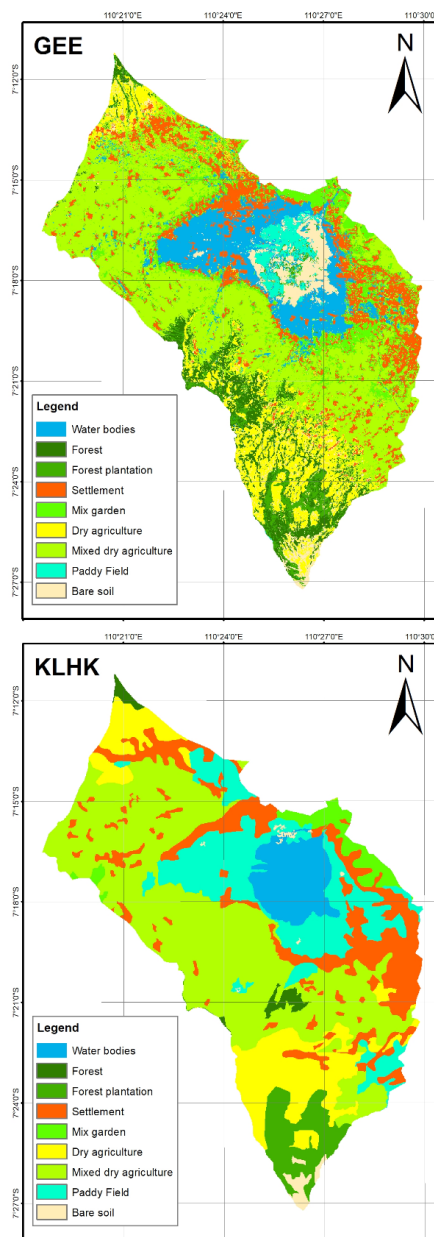 110°21'0"E 110°24'0"E 110°27'0"E 110°30'0"E
GEE
N
7°12'0"S
7°15'0"S
7°18'0"S
7°21'0"S
7°24'0"S
7°27'0"S
Legend
Water bodies
Forest
Forest plantation
Settlement
Mix garden
Dry agriculture
Mixed dry agriculture
Paddy Field
Bare soil
110°21'0"E 110°24'0"E 110°27'0"E 110°30'0"E
KLHK
N
7°12'0"S
7°15'0"S
7°18'0"S
7°21'0"S
7°24'0"S
7°27'0"S
Legend
Water bodies
Forest
Forest plantation
Settlement
Mix garden
Dry agriculture
Mixed dry agriculture
Paddy Field
Bare soil